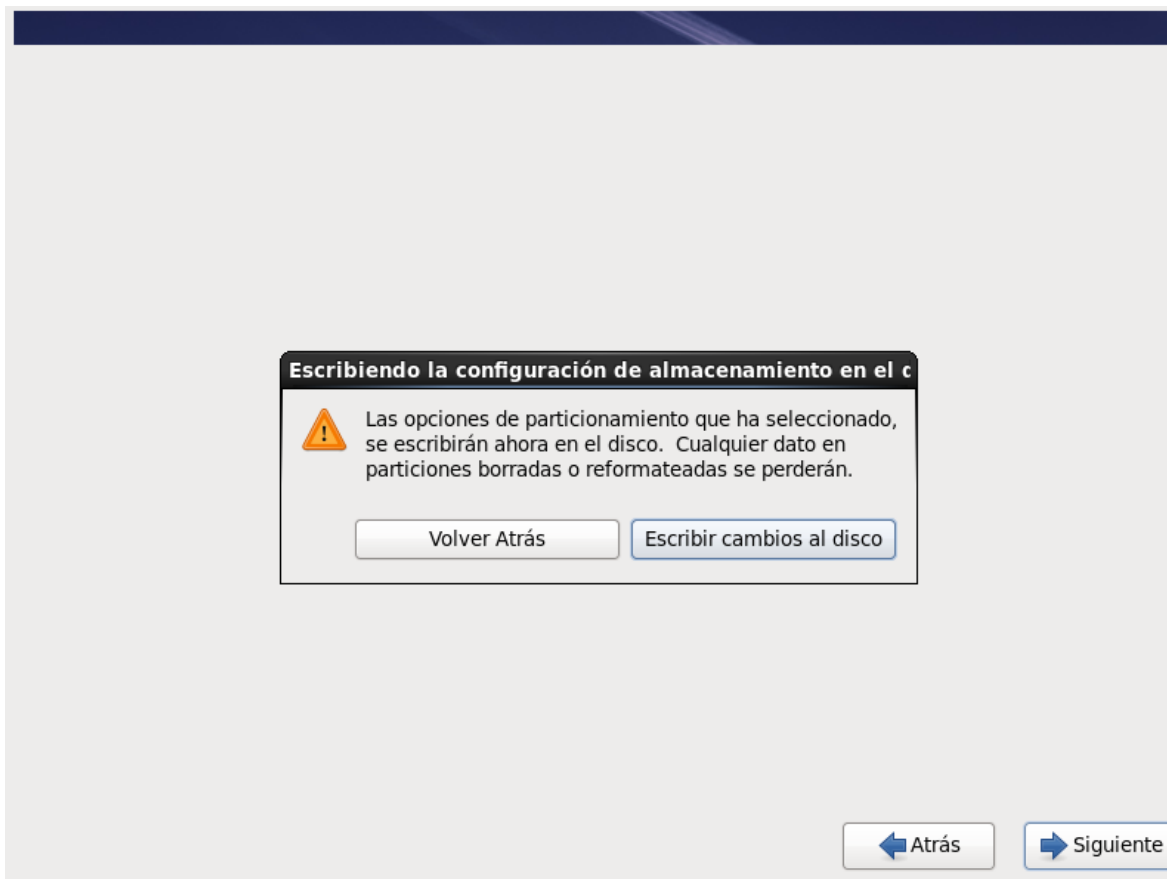 Escribiendo la configuración de almacenamiento en el
Las opciones de particionamiento que ha seleccionado,
se escribirán ahora en el disco.  Cualquier dato en
particiones borradas o reformateadas se perderán.
Volver Atrás
Escribir cambios al disco
Atrás
Siguiente